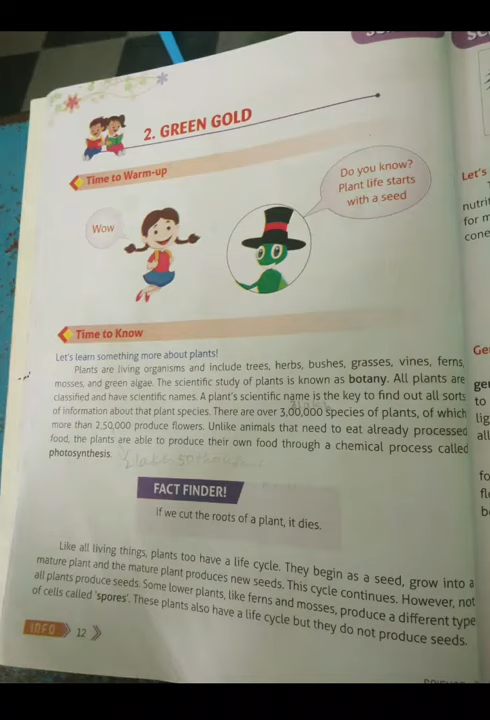 2. GREEN GOLD
Time to Warm-up
Wow
Do you know?
Plant life starts
with a seed
Time to Know
Let's learn something more about plants!
Plants are living organisms and include trees, herbs, bushes, grasses, vines, ferns,
mosses, and green algae. The scientific study of plants is known as botany. All plants are
classified and have scientific names. A plant's scientific name is the key to find out all sorts
of information about that plant species. There are over 3,00,000 species of plants, of which
more than 2,50,000 produce flowers. Unlike animals that need to eat already processed
food, the plants are able to produce their own food through a chemical process called
photosynthesis.
FACT FINDER!
If we cut the roots of a plant, it dies.
Like all living things, plants too have a life cycle. They begin as a seed, grow into a
mature plant and the mature plant produces new seeds. This cycle continues. However, not
all plants produce seeds. Some lower plants, like ferns and mosses, produce a different type
of cells called 'spores'. These plants also have a life cycle but they do not produce seeds.
INFO 12
Let's
nutri
for m
cone
Ge
ger
lig
all
fo
fl